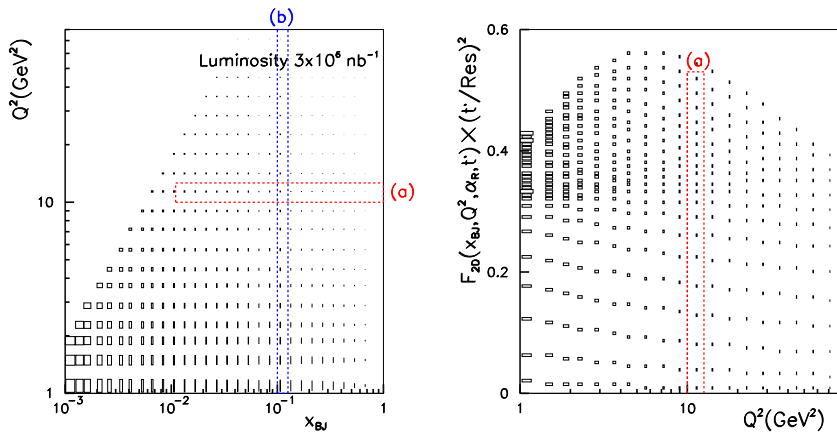 (b)
Luminosity 3x10⁶ nb⁻¹
Q²(GeV²)
(a)
10
1
10⁻³ 10⁻² 10⁻¹ 1
x_BJ
0.6
(a)
F_2D(x_BJ,Q²,α_R,t')×(t'/Res)²
0.4
0.2
0
1 10
Q²(GeV²)